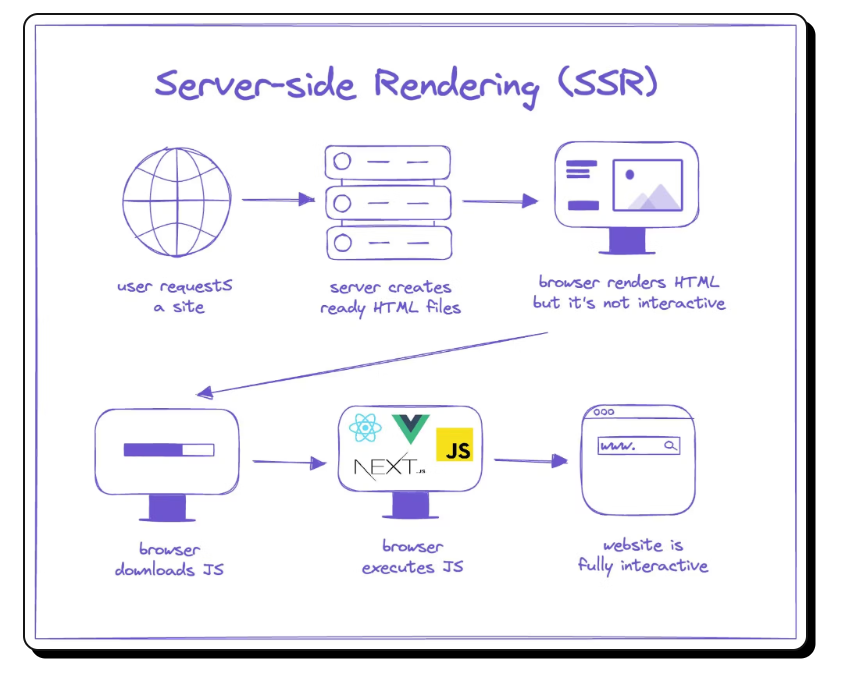 Server-side Rendering (SSR)
user requests
a site
server creates
ready HTML files
browser renders HTML
but it's not interactive
NEXT.JS
JS
www.
browser
downloads JS
browser
executes JS
website is
fully interactive